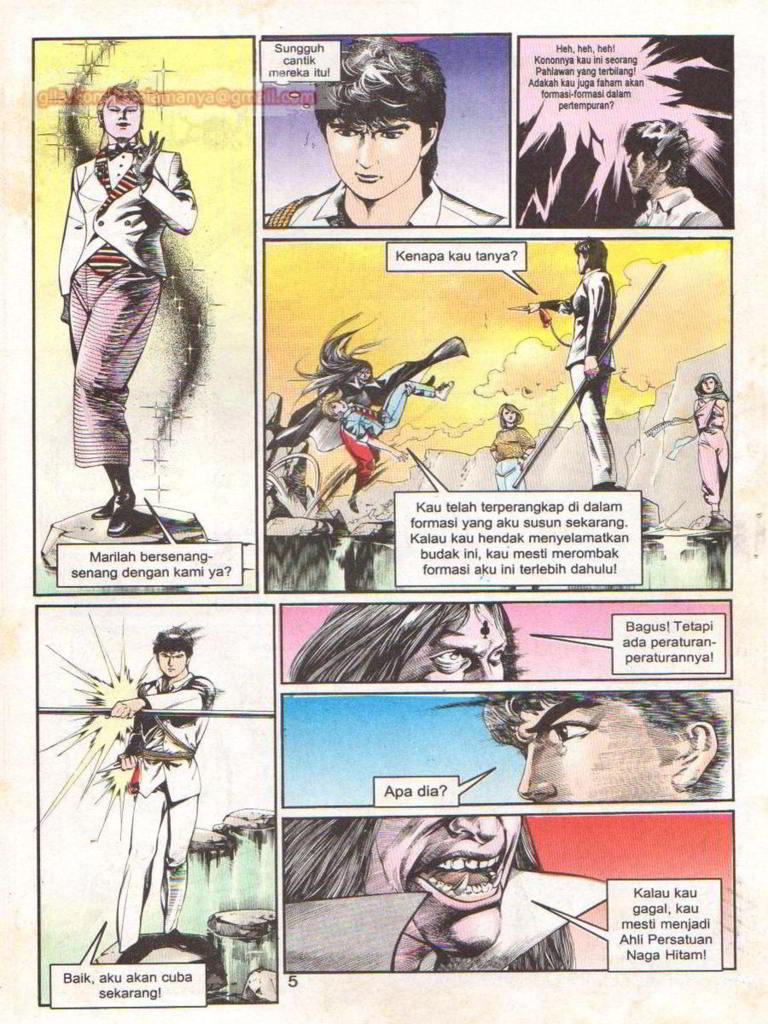 Marilah bersenang-
senang dengan kami ya?
Sungguh
cantik
mereka itu!
Heh, heh, heh!
Kononnya kau ini seorang
Pahlawan yang terbilang!
Adakah kau juga faham akan
formasi-formasi dalam
pertempuran?
Kenapa kau tanya?
Kau telah terperangkap di dalam
formasi yang aku susun sekarang.
Kalau kau hendak menyelamatkan
budak ini, kau mesti merombak
formasi aku ini terlebih dahulu!
Baik, aku akan cuba
sekarang!
Bagus! Tetapi
ada peraturan-
peraturannya!
Apa dia?
Kalau kau
gagal, kau
mesti menjadi
Ahli Persatuan
Naga Hitam!
5